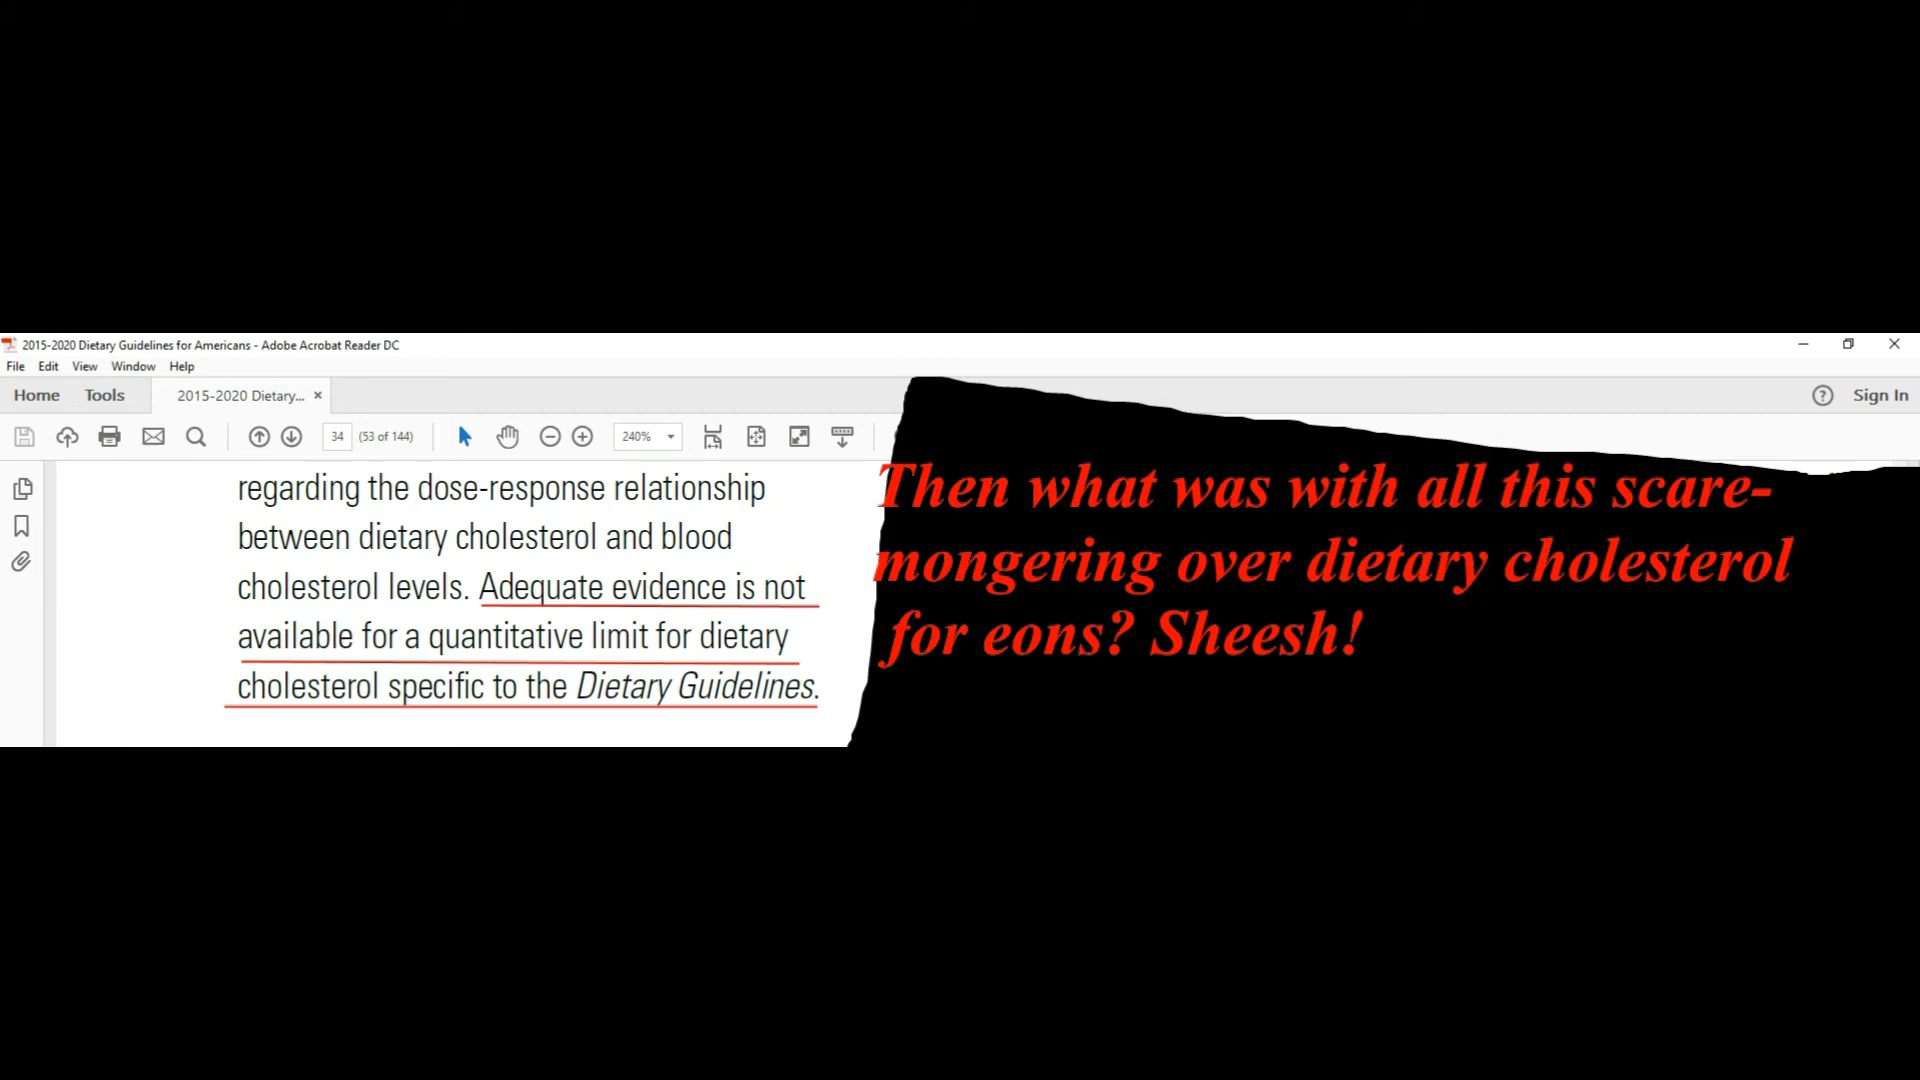 2015-2020 Dietary Guidelines for Americans - Adobe Acrobat Reader DC
File Edit View Window Help
Home Tools 2015-2020 Dietary... × Sign In
34 (53 of 144) 240%
regarding the dose-response relationship
between dietary cholesterol and blood
cholesterol levels. Adequate evidence is not
available for a quantitative limit for dietary
cholesterol specific to the Dietary Guidelines.
Then what was with all this scare-
mongering over dietary cholesterol
for eons? Sheesh!